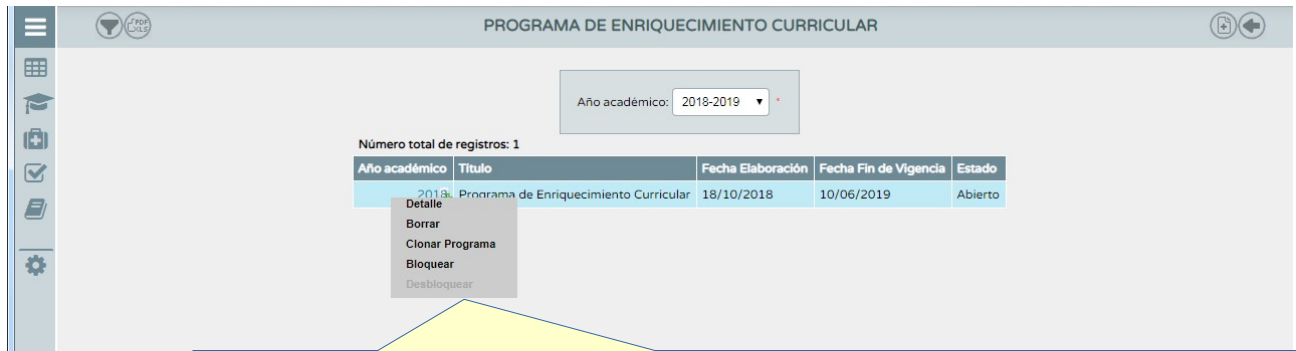 PDF
XLS
PROGRAMA DE ENRIQUECIMIENTO CURRICULAR
Año académico: 2018-2019 *
Número total de registros: 1
Año académico Título Fecha Elaboración Fecha Fin de Vigencia Estado
2018 Programa de Enriquecimiento Curricular 18/10/2018 10/06/2019 Abierto
Detalle
Borrar
Clonar Programa
Bloquear
Desbloquear